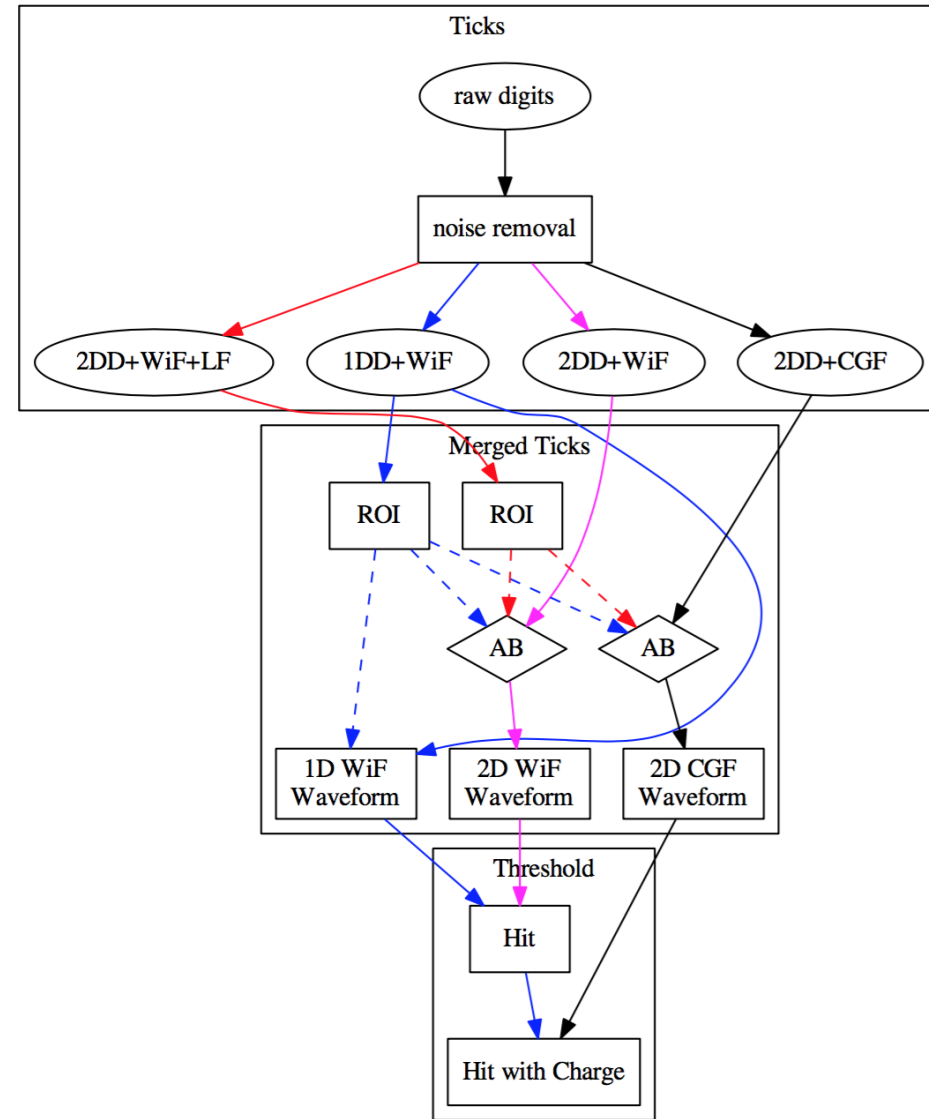 Ticks
raw digits
noise removal
2DD+WiF+LF
1DD+WiF
2DD+WiF
2DD+CGF
Merged Ticks
ROI
ROI
AB
AB
1D WiF
Waveform
2D WiF
Waveform
2D CGF
Waveform
Threshold
Hit
Hit with Charge